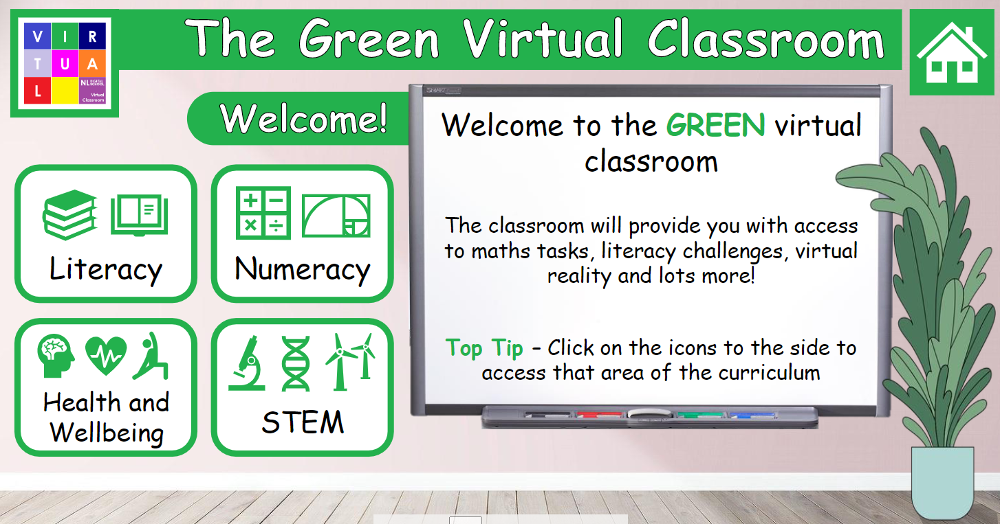 The Green Virtual Classroom
V I R
T U A
L
NL DIGITAL SCHOOL
Virtual
Classroom
Welcome!
SMART
Welcome to the GREEN virtual
classroom
The classroom will provide you with access
to maths tasks, literacy challenges, virtual
reality and lots more!
Top Tip – Click on the icons to the side to
access that area of the curriculum
Literacy
Numeracy
Health and
Wellbeing
STEM